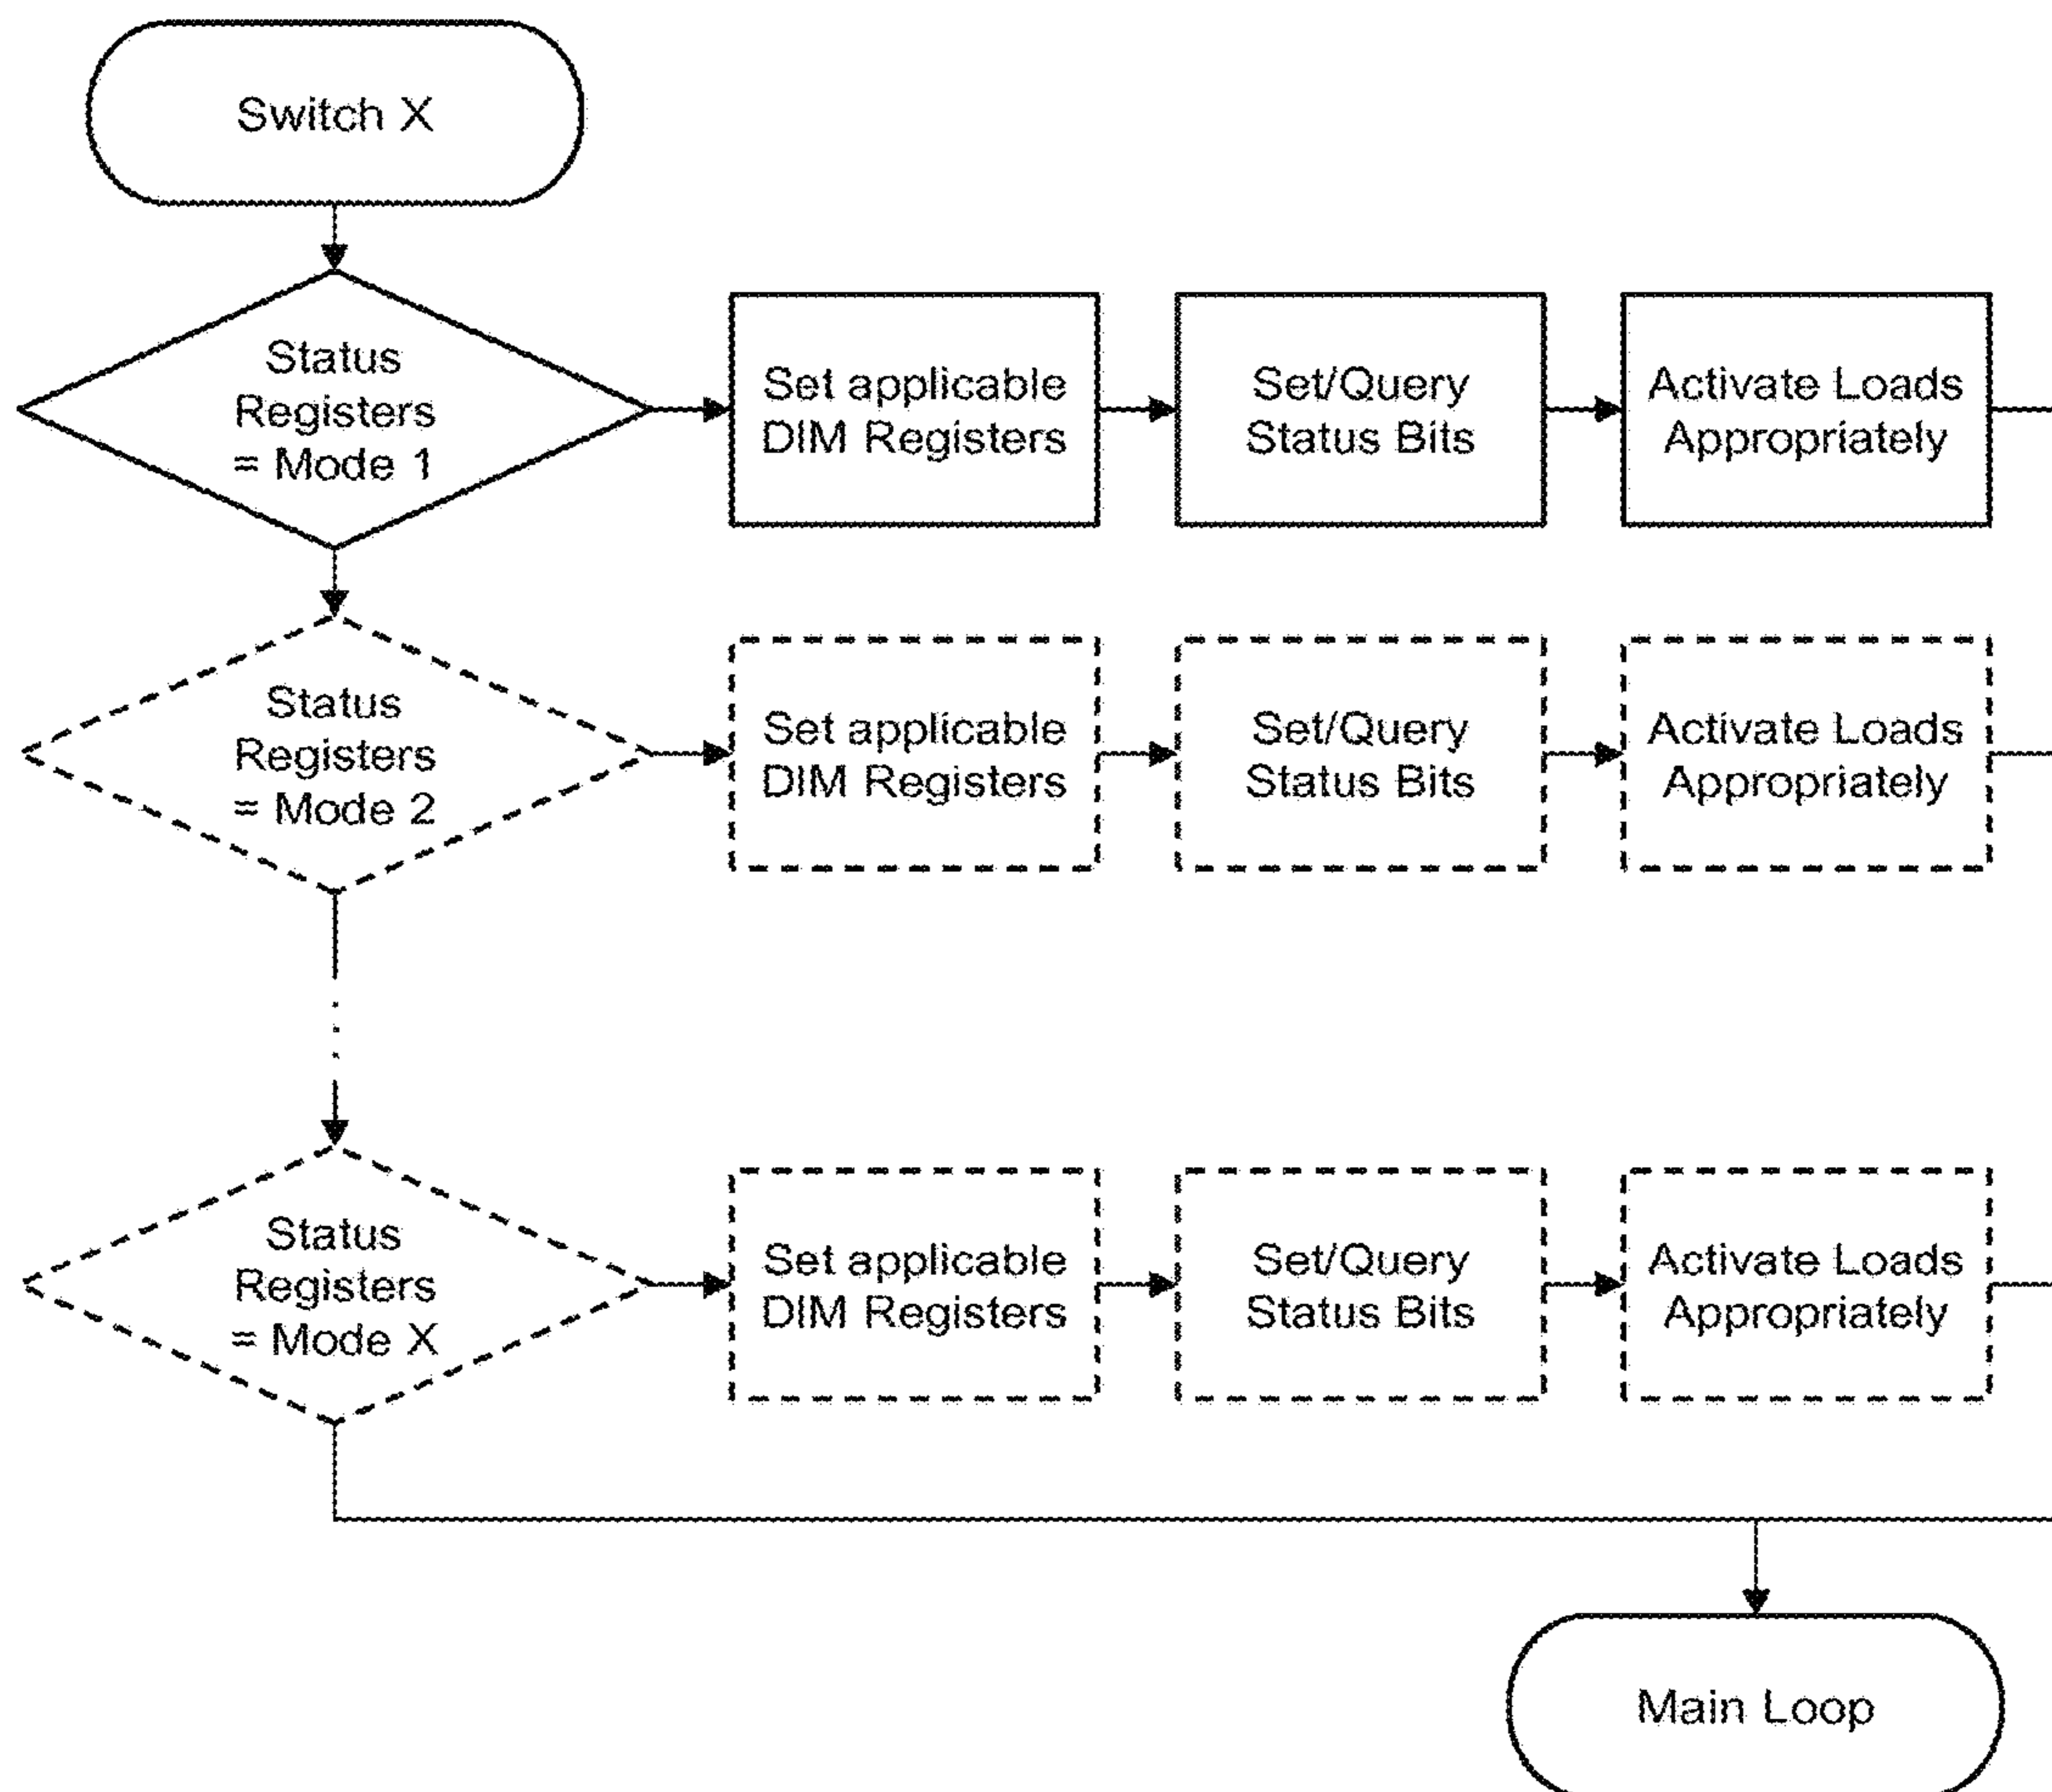 Switch X
Status
Registers
= Mode 1
Set applicable
DIM Registers
Set/Query
Status Bits
Activate Loads
Appropriately
Status
Registers
= Mode 2
Set applicable
DIM Registers
Set/Query
Status Bits
Activate Loads
Appropriately
Status
Registers
= Mode X
Set applicable
DIM Registers
Set/Query
Status Bits
Activate Loads
Appropriately
Main Loop